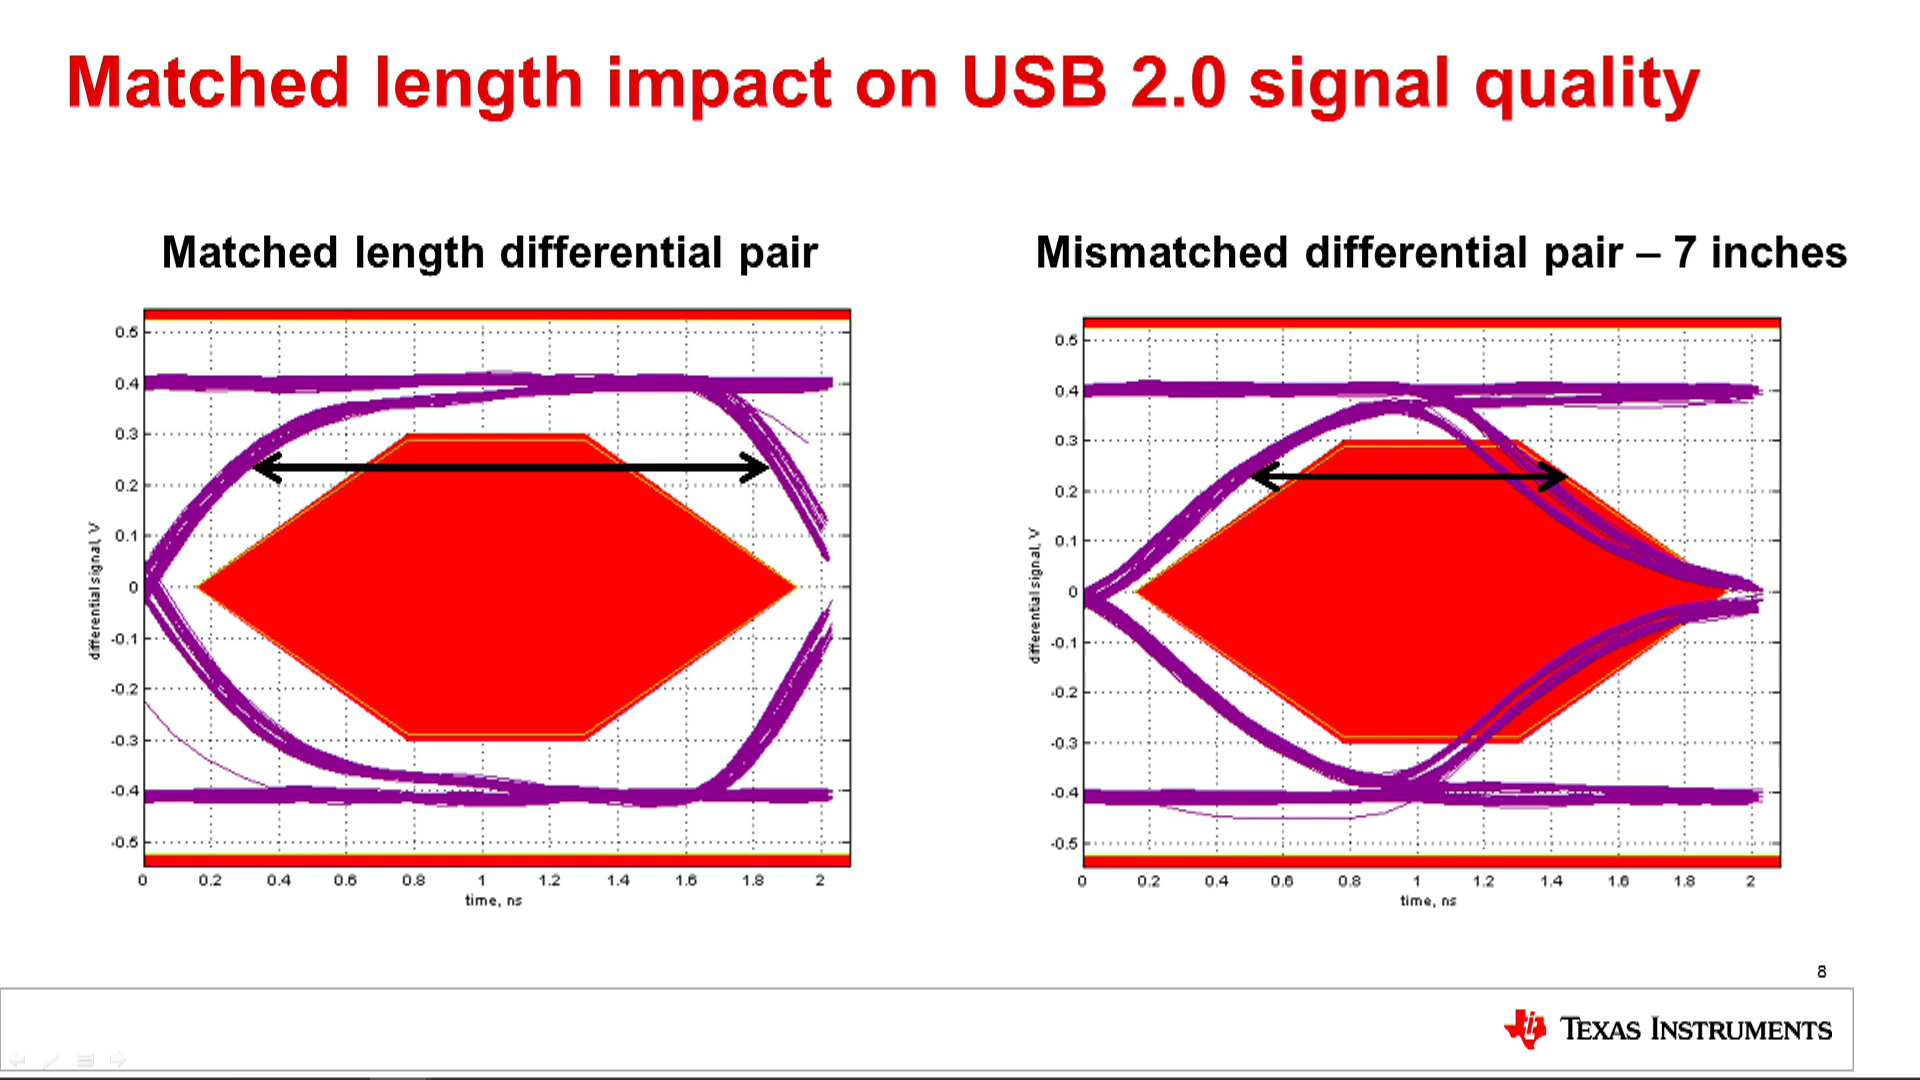 Matched length impact on USB 2.0 signal quality
Matched length differential pair
Mismatched differential pair – 7 inches
differential signal, V
0.5
0.4
0.3
0.2
0.1
0
-0.1
-0.2
-0.3
-0.4
-0.5
0 0.2 0.4 0.6 0.8 1 1.2 1.4 1.6 1.8 2
time, ns
differential signal, V
0.5
0.4
0.3
0.2
0.1
0
-0.1
-0.2
-0.3
-0.4
-0.5
0 0.2 0.4 0.6 0.8 1 1.2 1.4 1.6 1.8 2
time, ns
8
TEXAS INSTRUMENTS